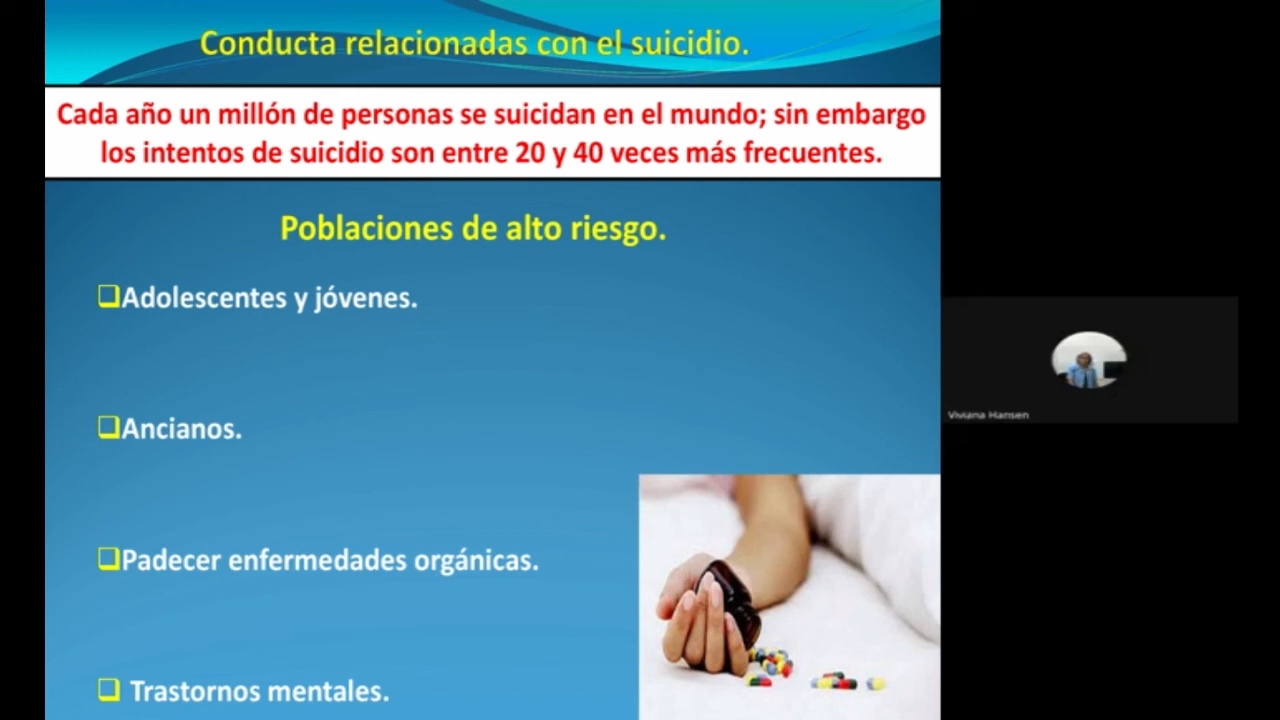 Conducta relacionadas con el suicidio.
Cada año un millón de personas se suicidan en el mundo; sin embargo
los intentos de suicidio son entre 20 y 40 veces más frecuentes.
Poblaciones de alto riesgo.
Adolescentes y jóvenes.
Ancianos.
Padecer enfermedades orgánicas.
Trastornos mentales.
Viviana Hansen